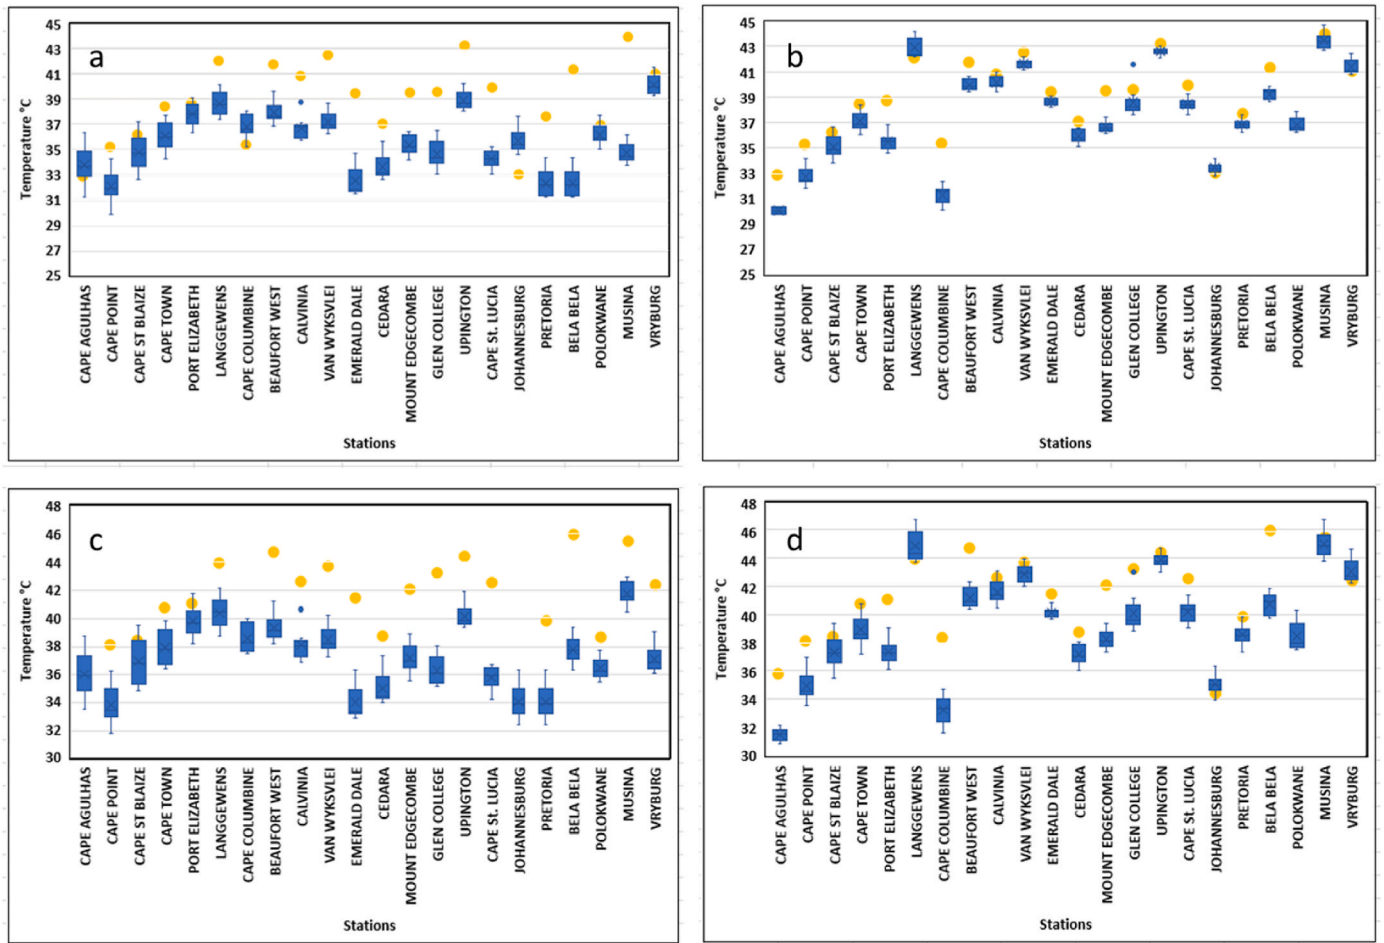 a
Temperature °C
45
43
41
39
37
35
33
31
29
27
25
CAPE AGULHAS
CAPE POINT
CAPE ST BLAIZE
CAPE TOWN
PORT ELIZABETH
LANGGEWENS
CAPE COLUMBINE
BEAUFORT WEST
CALVINIA
VAN WYKSVLEI
EMERALD DALE
CEDARA
MOUNT EDGECOMBE
GLEN COLLEGE
UPINGTON
CAPE St. LUCIA
JOHANNESBURG
PRETORIA
BELA BELA
POLOKWANE
MUSINA
VRYBURG
Stations
b
Temperature °C
45
43
41
39
37
35
33
31
29
27
25
CAPE AGULHAS
CAPE POINT
CAPE ST BLAIZE
CAPE TOWN
PORT ELIZABETH
LANGGEWENS
CAPE COLUMBINE
BEAUFORT WEST
CALVINIA
VAN WYKSVLEI
EMERALD DALE
CEDARA
MOUNT EDGECOMBE
GLEN COLLEGE
UPINGTON
CAPE St. LUCIA
JOHANNESBURG
PRETORIA
BELA BELA
POLOKWANE
MUSINA
VRYBURG
Stations
c
Temperature °C
48
46
44
42
40
38
36
34
32
30
CAPE AGULHAS
CAPE POINT
CAPE ST BLAIZE
CAPE TOWN
PORT ELIZABETH
LANGGEWENS
CAPE COLUMBINE
BEAUFORT WEST
CALVINIA
VAN WYKSVLEI
EMERALD DALE
CEDARA
MOUNT EDGECOMBE
GLEN COLLEGE
UPINGTON
CAPE St. LUCIA
JOHANNESBURG
PRETORIA
BELA BELA
POLOKWANE
MUSINA
VRYBURG
Stations
d
Temperature °C
48
46
44
42
40
38
36
34
32
30
CAPE AGULHAS
CAPE POINT
CAPE ST BLAIZE
CAPE TOWN
PORT ELIZABETH
LANGGEWENS
CAPE COLUMBINE
BEAUFORT WEST
CALVINIA
VAN WYKSVLEI
EMERALD DALE
CEDARA
MOUNT EDGECOMBE
GLEN COLLEGE
UPINGTON
CAPE St. LUCIA
JOHANNESBURG
PRETORIA
BELA BELA
POLOKWANE
MUSINA
VRYBURG
Stations